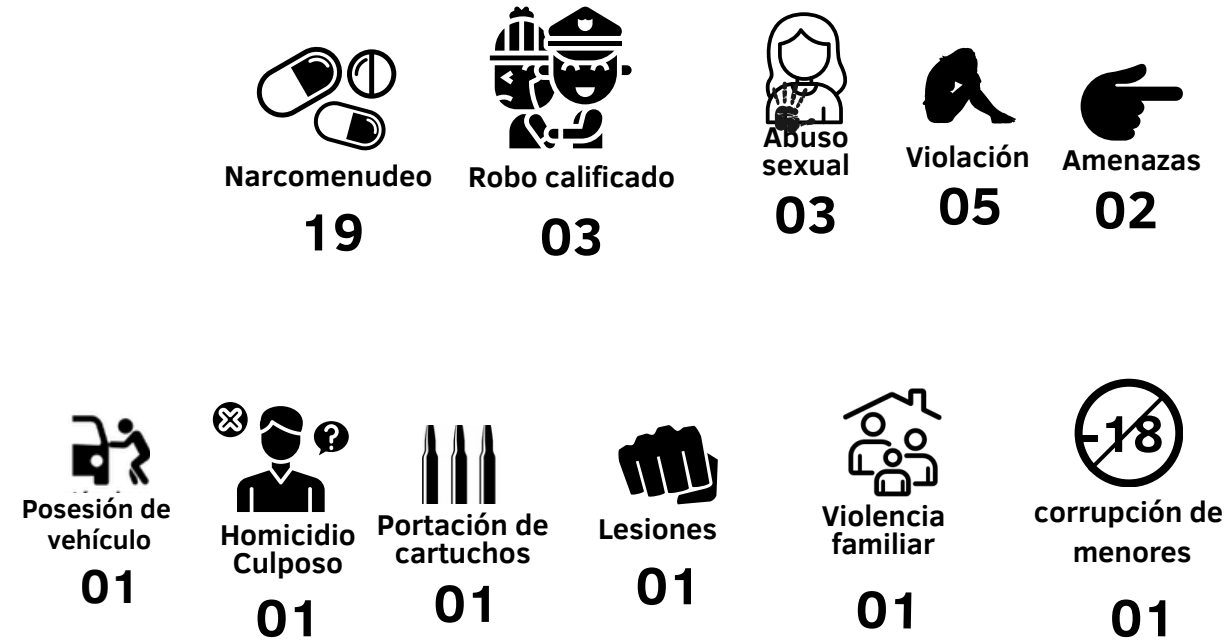 Narcomenudeo
19
Robo calificado
03
Abuso
sexual
03
Violación
05
Amenazas
02
Posesión de
vehículo
01
?
Homicidio
Culposo
01
Portación de
cartuchos
01
Lesiones
01
Violencia
familiar
01
-18
corrupción de
menores
01